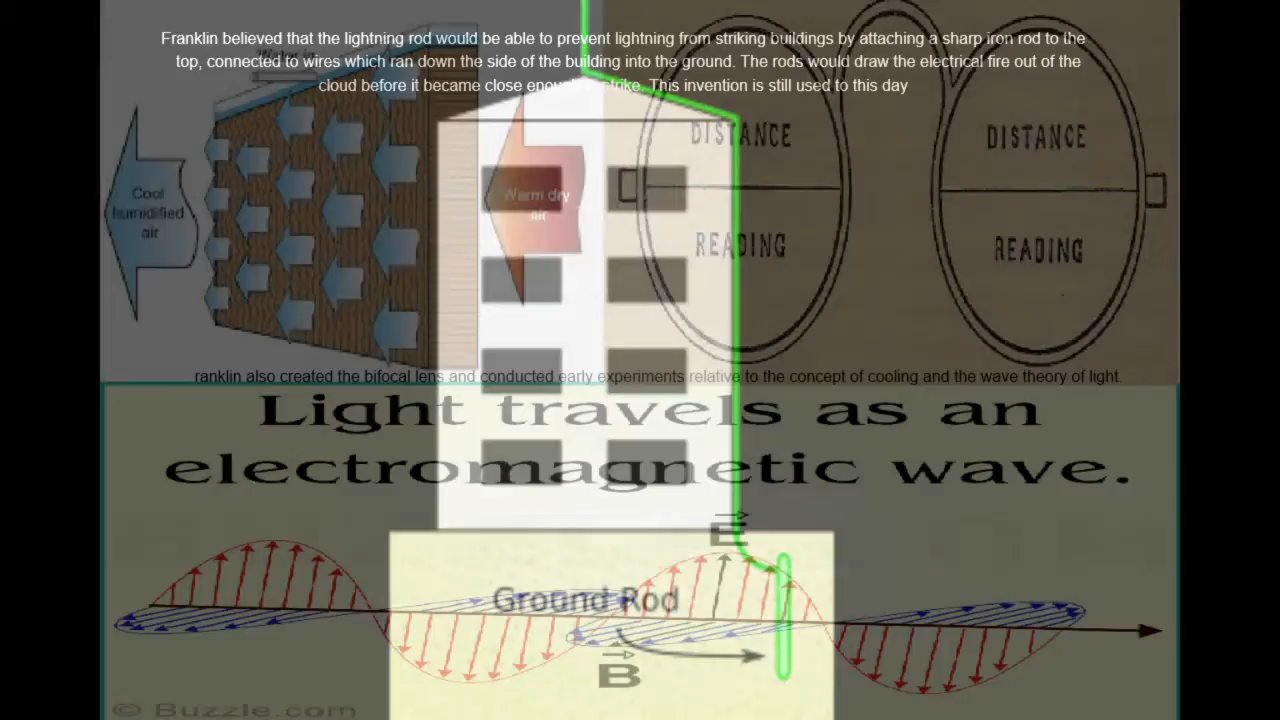 Franklin believed that the lightning rod would be able to prevent lightning from striking buildings by attaching a sharp iron rod to the
top, connected to wires which ran down the side of the building into the ground. The rods would draw the electrical fire out of the
cloud before it became close enough strike. This invention is still used to this day
Water in
DISTANCE
DISTANCE
Cool
humidified
air
Warm dry
air
READING
READING
ranklin also created the bifocal lens and conducted early experiments relative to the concept of cooling and the wave theory of light.
Light travels as an
electromagnetic wave.
E
Ground Rod
B
© Buzzle.com